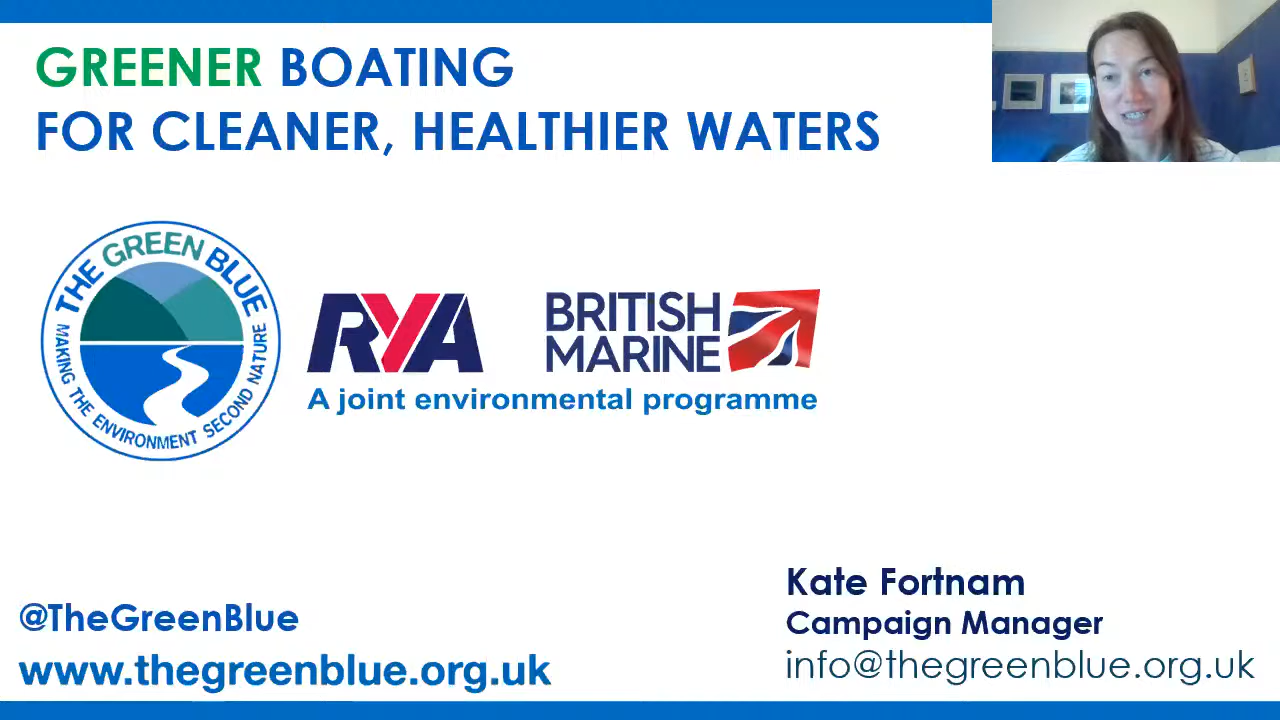 GREENER BOATING
FOR CLEANER, HEALTHIER WATERS
THE GREEN BLUE
MAKING THE ENVIRONMENT SECOND NATURE
RYA
BRITISH
MARINE
A joint environmental programme
@TheGreenBlue
www.thegreenblue.org.uk
Kate Fortnam
Campaign Manager
info@thegreenblue.org.uk